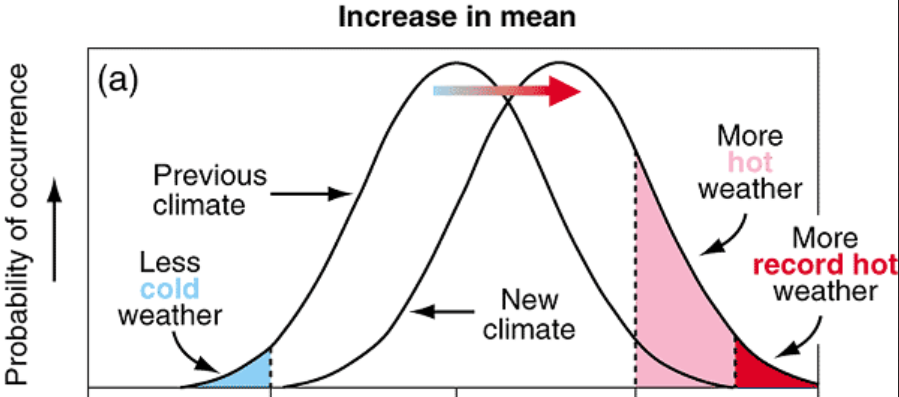 Increase in mean
(a)
Probability of occurrence
Previous
climate
Less
cold
weather
New
climate
More
hot
weather
More
record hot
weather